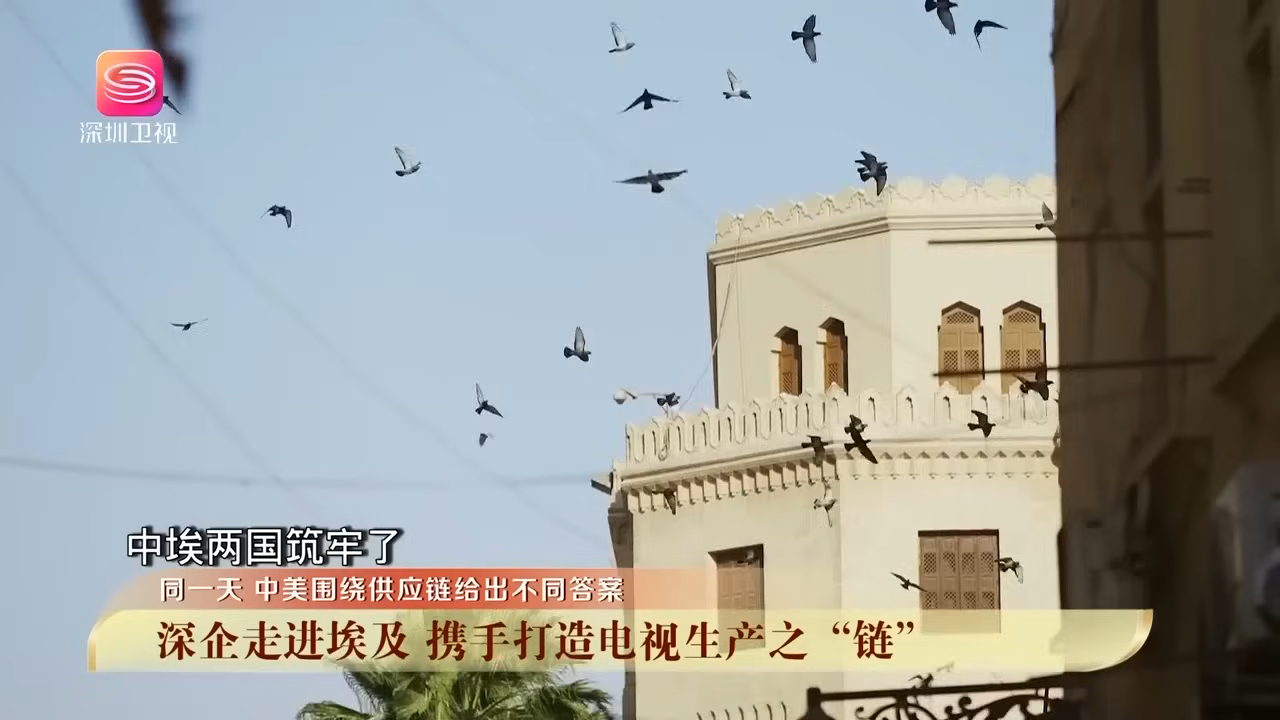 深圳卫视
中埃两国筑牢了
同一天 中美围绕供应链给出不同答案
深企走进埃及 携手打造电视生产之“链”